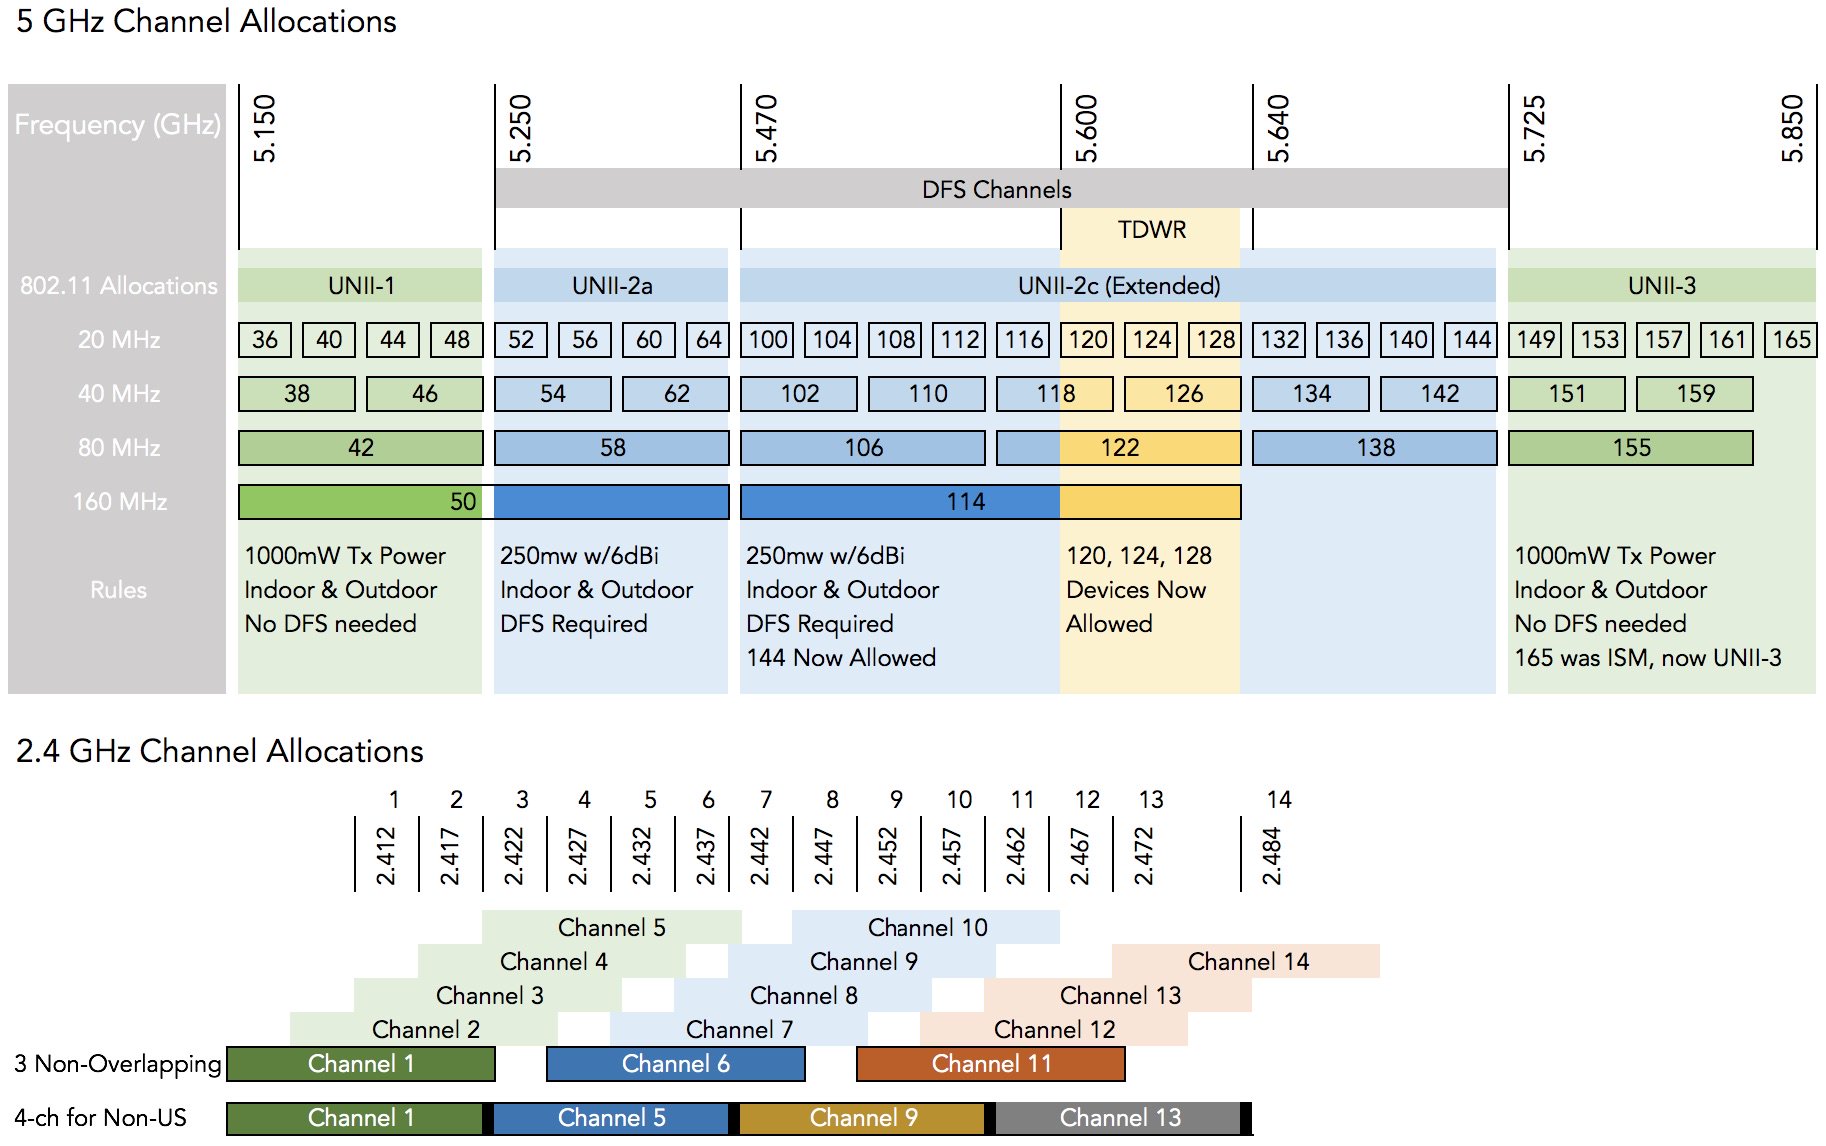 5 GHz Channel Allocations
Frequency (GHz) 5.150 5.250 5.470 5.600 5.640 5.725 5.850
DFS Channels
TDWR
802.11 Allocations UNII-1 UNII-2a UNII-2c (Extended) UNII-3
20 MHz 36 40 44 48 52 56 60 64 100 104 108 112 116 120 124 128 132 136 140 144 149 153 157 161 165
40 MHz 38 46 54 62 102 110 118 126 134 142 151 159
80 MHz 42 58 106 122 138 155
160 MHz 50 114
Rules
1000mW Tx Power
Indoor & Outdoor
No DFS needed
250mw w/6dBi
Indoor & Outdoor
DFS Required
250mw w/6dBi
Indoor & Outdoor
DFS Required
144 Now Allowed
120, 124, 128
Devices Now
Allowed
1000mW Tx Power
Indoor & Outdoor
No DFS needed
165 was ISM, now UNII-3
2.4 GHz Channel Allocations
1 2 3 4 5 6 7 8 9 10 11 12 13 14
2.412 2.417 2.422 2.427 2.432 2.437 2.442 2.447 2.452 2.457 2.462 2.467 2.472 2.484
Channel 5 Channel 10
Channel 4 Channel 9 Channel 14
Channel 3 Channel 8 Channel 13
Channel 2 Channel 7 Channel 12
3 Non-Overlapping Channel 1 Channel 6 Channel 11
4-ch for Non-US Channel 1 Channel 5 Channel 9 Channel 13